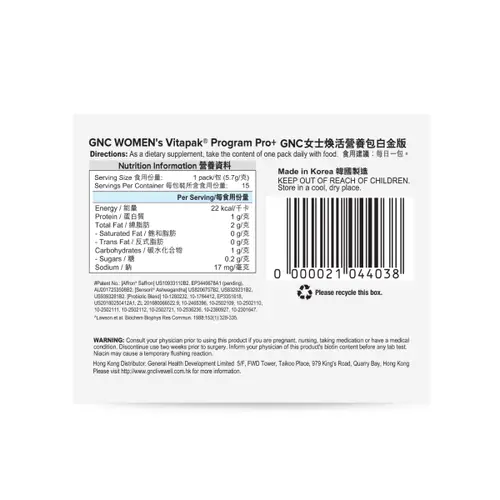 GNC WOMEN's Vitapak® Program Pro+ GNC女士煥活營養包白金版
Directions: As a dietary supplement, take the content of one pack daily with food. 食用建議：每日一包。
Nutrition Information 營養資料
Serving Size 食用份量: 1 pack/包 (5.7g/克)
Servings Per Container 每包裝所含食用份量: 15
Per Serving/每食用份量
Energy / 能量 22 kcal/千卡
Protein / 蛋白質 1 g/克
Total Fat / 總脂肪 2 g/克
- Saturated Fat / 飽和脂肪 0 g/克
- Trans Fat / 反式脂肪 0 g/克
Carbohydrates / 碳水化合物 1 g/克
- Sugars / 糖 0.2 g/克
Sodium / 鈉 17 mg/毫克
Made in Korea 韓國製造
KEEP OUT OF REACH OF CHILDREN.
Store in a cool, dry place.
0 000021 044038
Please recycle this box.
WARNING: Consult your physician prior to using this product if you are pregnant, nursing, taking medication or have a medical
condition. Discontinue use two weeks prior to surgery. Inform your physician of this product's biotin content before any lab test.
Niacin may cause a temporary flushing reaction.
Hong Kong Distributor: General Health Development Limited 5/F, FWD Tower, Taikoo Place, 979 King's Road, Quarry Bay, Hong Kong
Please visit http://www.gnclivewell.com.hk for more information.